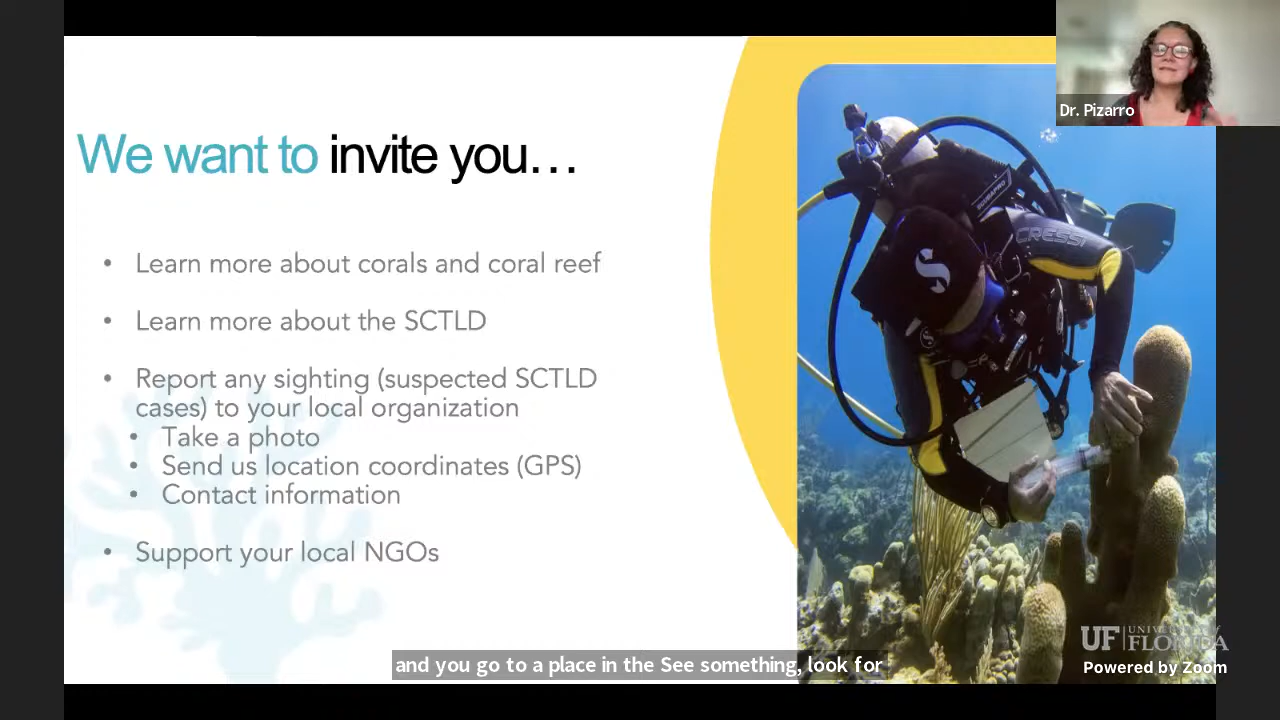 Dr. Pizarro
We want to invite you...
• Learn more about corals and coral reef
• Learn more about the SCTLD
• Report any sighting (suspected SCTLD
cases) to your local organization
• Take a photo
• Send us location coordinates (GPS)
• Contact information
• Support your local NGOs
CRESSI
SCUBAPRO
S
UF UNIVERSITY of
FLORIDA
and you go to a place in the See something, look for
Powered by Zoom